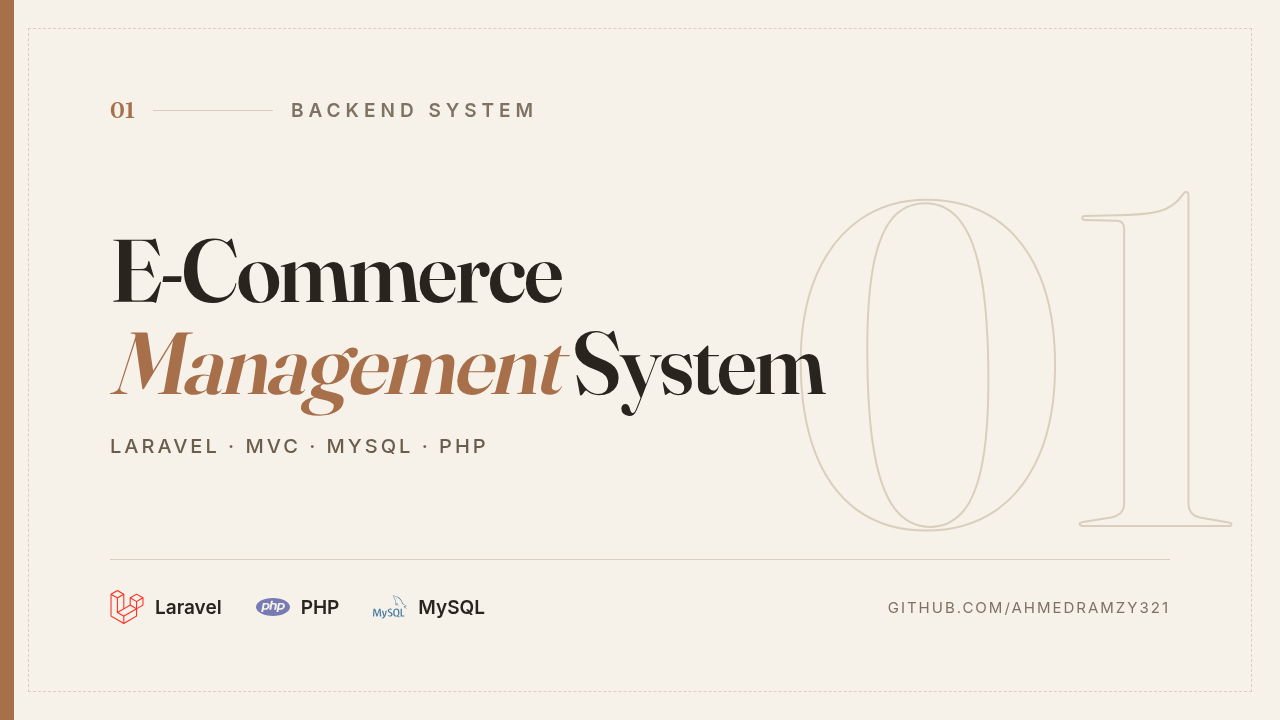 01 BACKEND SYSTEM
E-Commerce
Management System
01
LARAVEL · MVC · MYSQL · PHP
Laravel php PHP MySQL MySQL GITHUB.COM/AHMEDRAMZY321